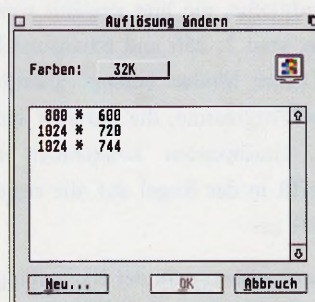 Auflösung ändern
Farben: 32K
800 * 600
1024 * 720
1024 * 744
Neu... OK Abbruch